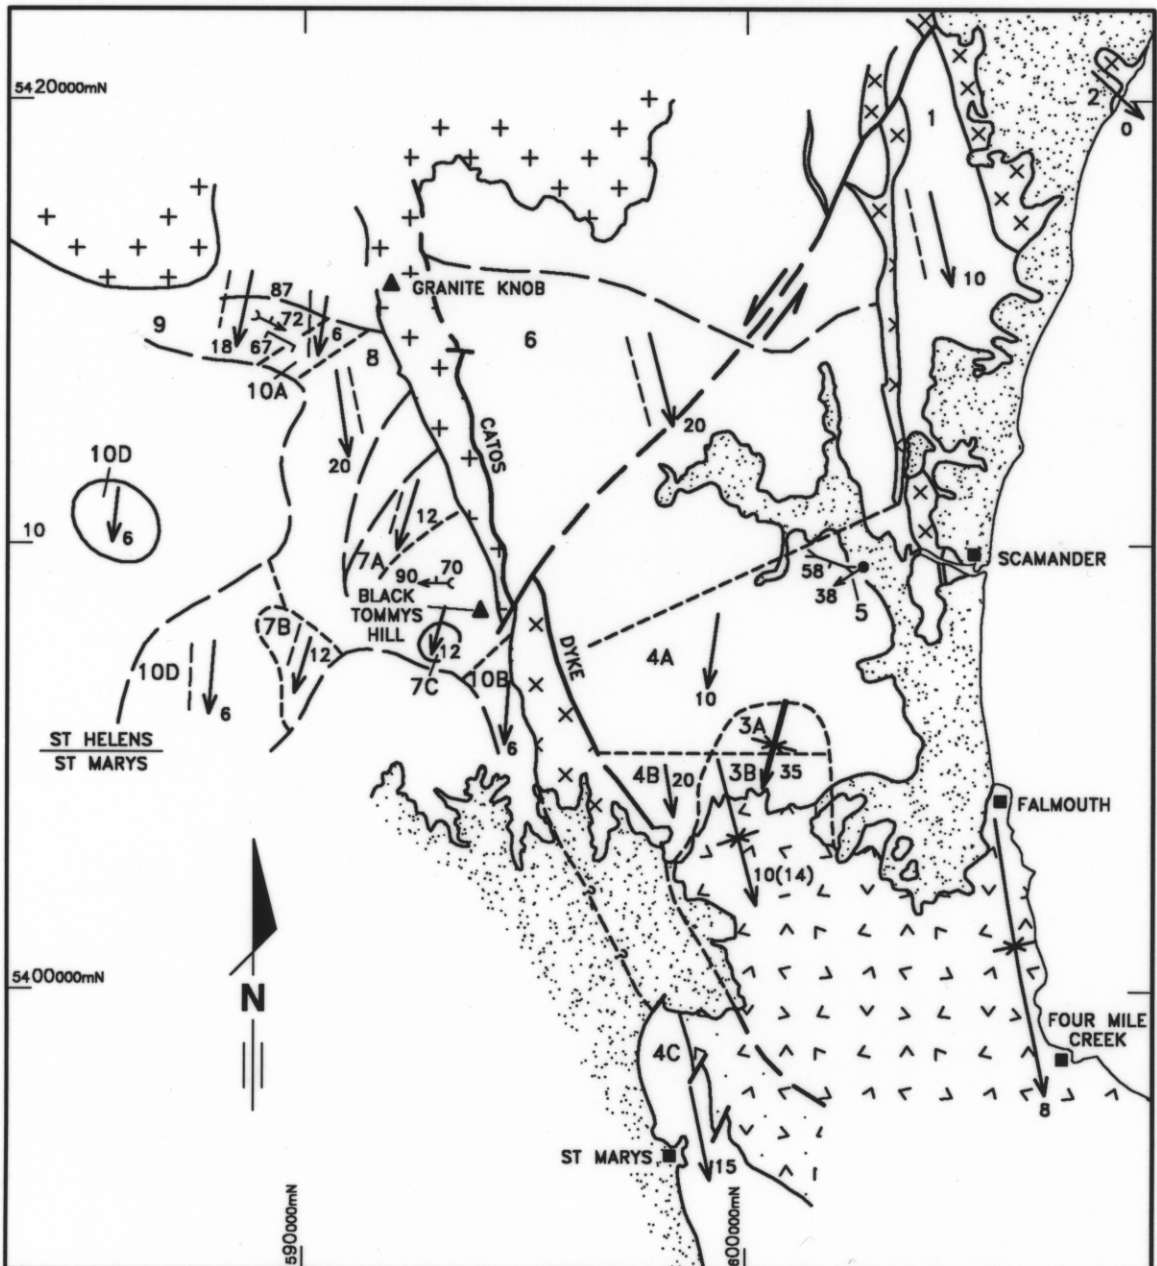 5420000mN
2
0
1
10
87
72
GRANITE KNOB
9
18
67
6
8
6
10A
20
CATOS
20
10D
12
6
10
7A
90
70
58
38
5
SCAMANDER
BLACK
TOMMYS
HILL
DYKE
7B
12
12
7C
10B
4A
10
10D
6
6
3A
ST HELENS
ST MARYS
4B
20
3B
35
FALMOUTH
10(14)
5400000mN
N
?
?
FOUR MILE
CREEK
4C
8
ST MARYS
15
590000mN
600000mN